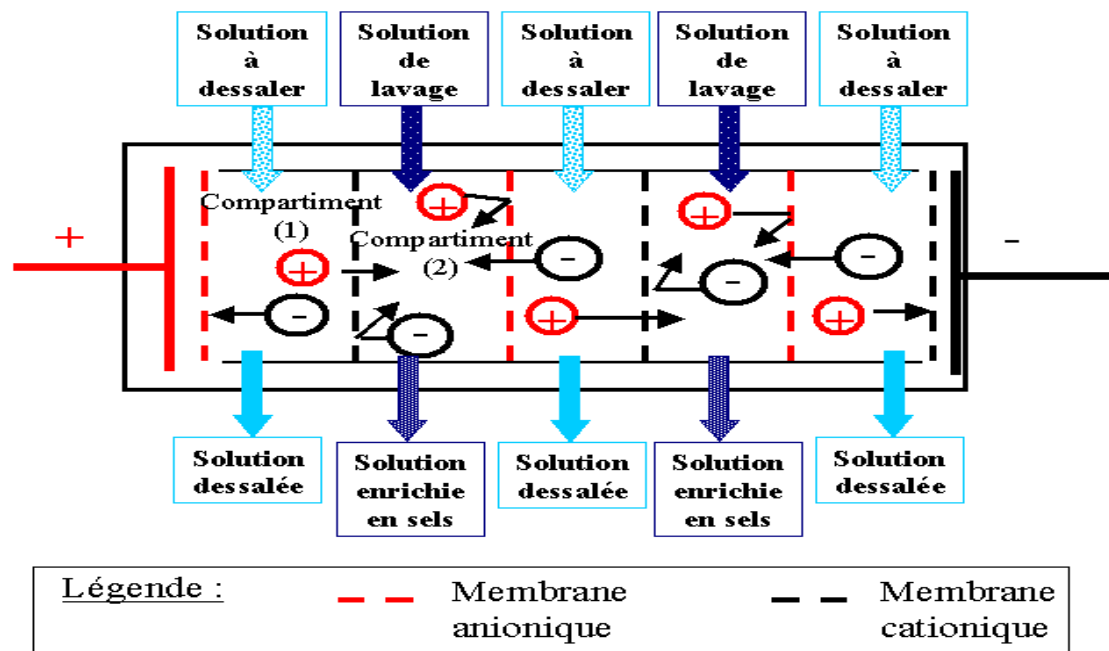 Solution
à
dessaler
Solution
de
lavage
Solution
à
dessaler
Solution
de
lavage
Solution
à
dessaler
+
-
Compartiment
(1)
+
-
+
Compartiment
(2)
-
-
+
+
-
-
+
Solution
dessalée
Solution
enrichie
en sels
Solution
dessalée
Solution
enrichie
en sels
Solution
dessalée
Légende :
Membrane
anionique
Membrane
cationique